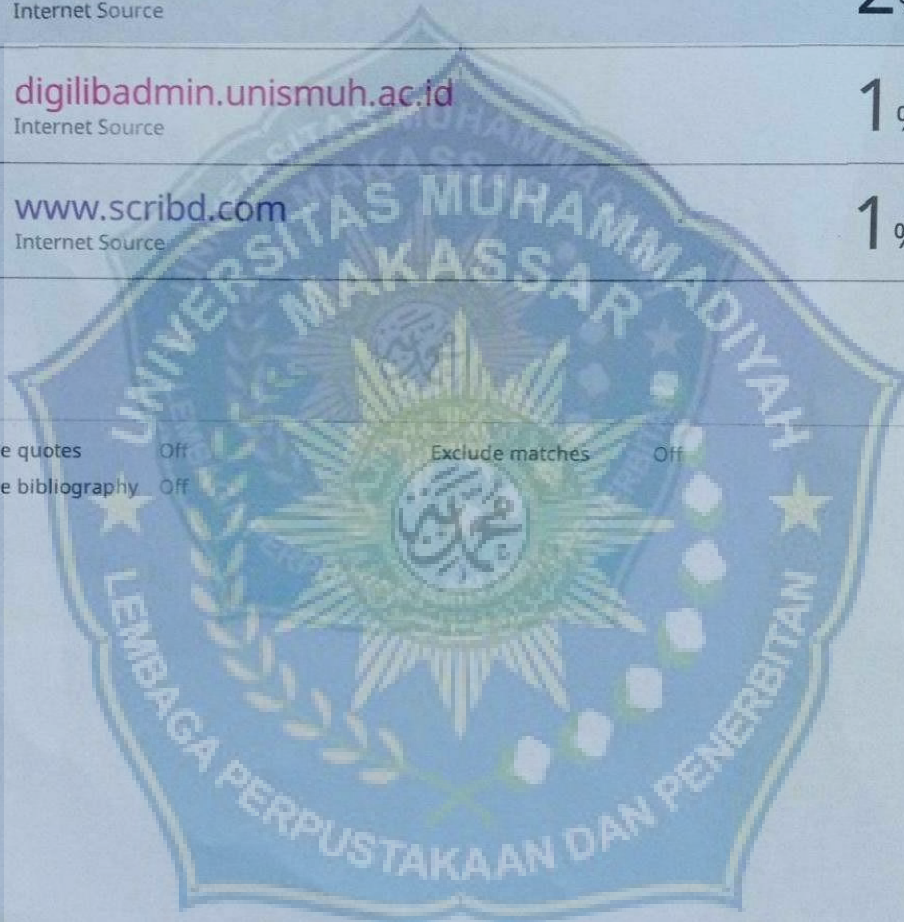 Internet Source
digilibadmin.unismuh.ac.id
Internet Source
1%
www.scribd.com
Internet Source
1%
e quotes Off
Exclude matches Off
e bibliography Off
UNIVERSITAS MUHAMMADIYAH
MAKASSAR
محمدية
LEMBAGA PERPUSTAKAAN DAN PENERBITAN